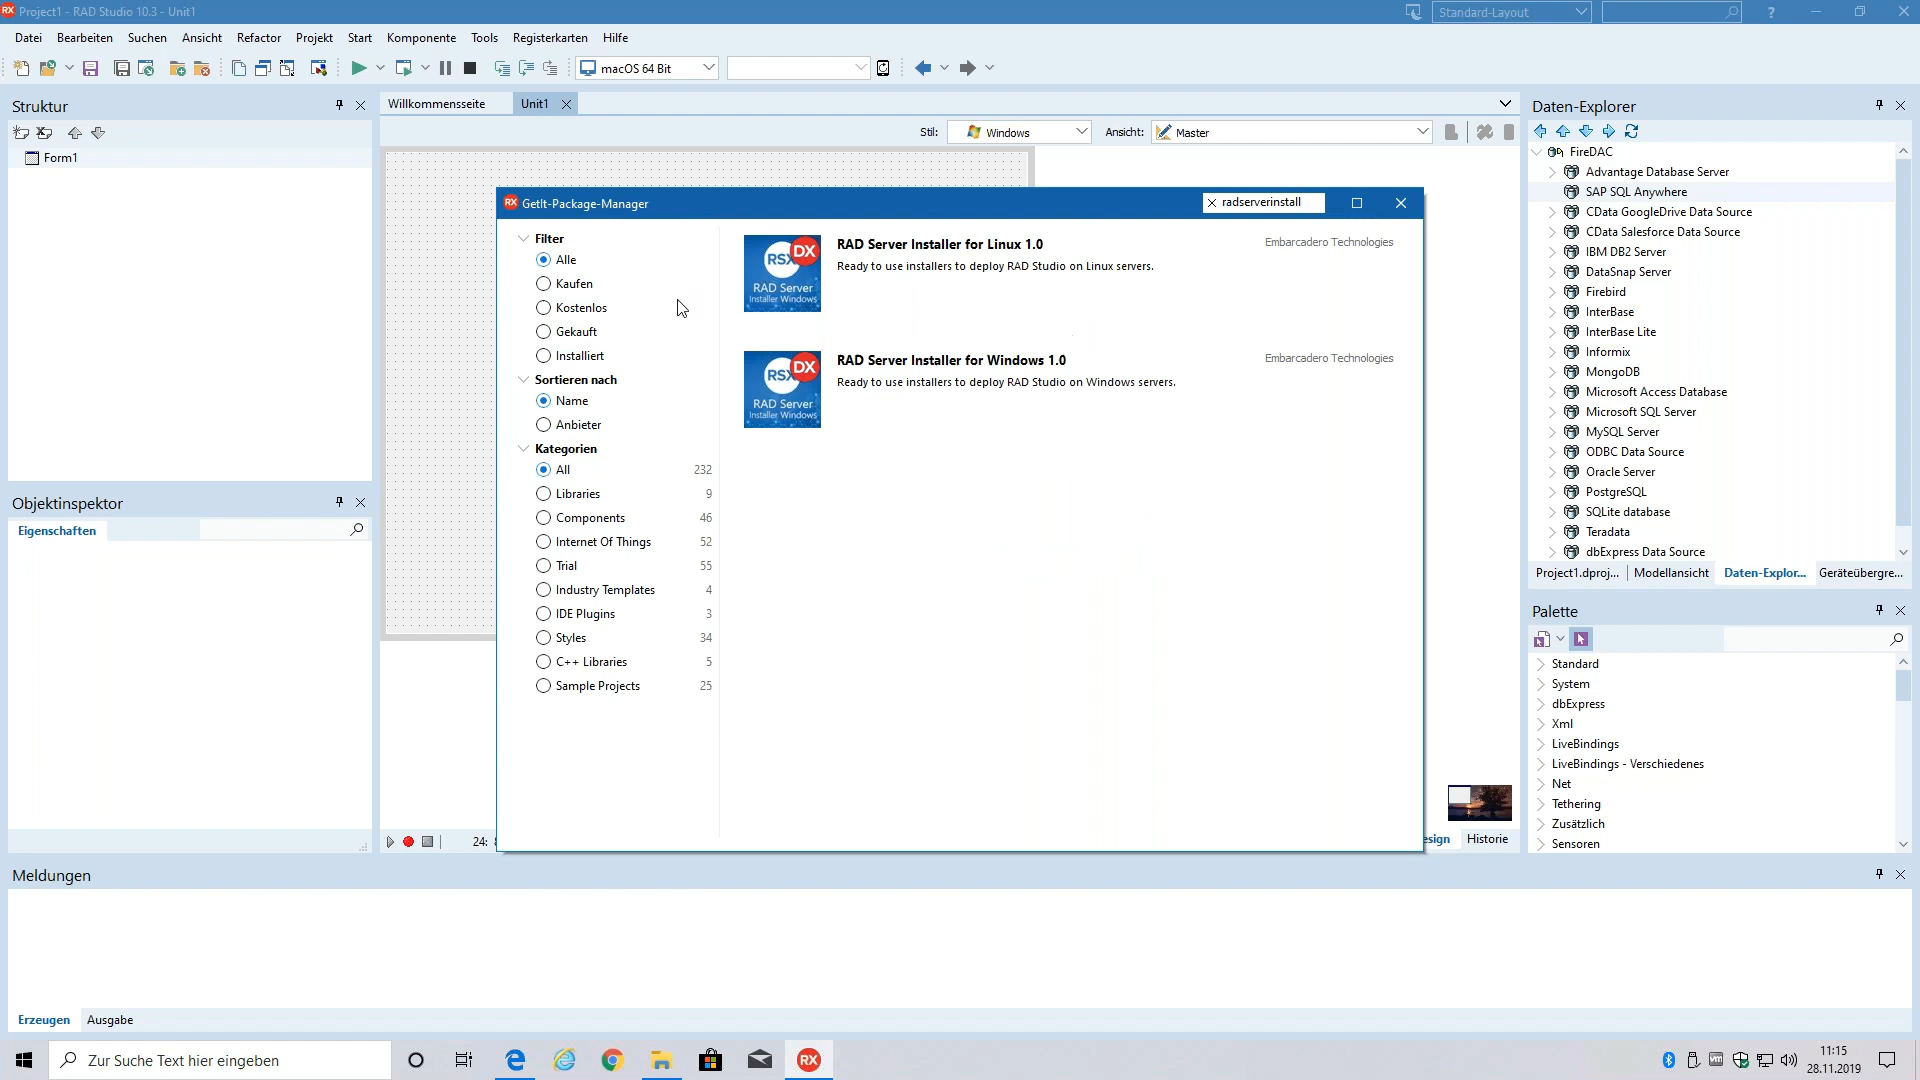 Project1 - RAD Studio 10.3 - Unit1
Standard-Layout
Datei Bearbeiten Suchen Ansicht Refactor Projekt Start Komponente Tools Registerkarten Hilfe
macOS 64 Bit
Struktur
Form1
Willkommensseite Unit1
Stil: Windows Ansicht: Master
GetIt-Package-Manager
radserverinstall
Filter
Alle
Kaufen
Kostenlos
Gekauft
Installiert
Sortieren nach
Name
Anbieter
Kategorien
All 232
Libraries 9
Components 46
Internet Of Things 52
Trial 55
Industry Templates 4
IDE Plugins 3
Styles 34
C++ Libraries 5
Sample Projects 25
RSX DX
RAD Server
Installer Windows
RAD Server Installer for Linux 1.0
Embarcadero Technologies
Ready to use installers to deploy RAD Studio on Linux servers.
RSX DX
RAD Server
Installer Windows
RAD Server Installer for Windows 1.0
Embarcadero Technologies
Ready to use installers to deploy RAD Studio on Windows servers.
Objektinspektor
Eigenschaften
24:
esign Historie
Daten-Explorer
FireDAC
Advantage Database Server
SAP SQL Anywhere
CData GoogleDrive Data Source
CData Salesforce Data Source
IBM DB2 Server
DataSnap Server
Firebird
InterBase
InterBase Lite
Informix
MongoDB
Microsoft Access Database
Microsoft SQL Server
MySQL Server
ODBC Data Source
Oracle Server
PostgreSQL
SQLite database
Teradata
dbExpress Data Source
Project1.dproj... Modellansicht Daten-Explor... Geräteübergre...
Palette
Standard
System
dbExpress
Xml
LiveBindings
LiveBindings - Verschiedenes
Net
Tethering
Zusätzlich
Sensoren
Meldungen
Erzeugen Ausgabe
Zur Suche Text hier eingeben
11:15
28.11.2019